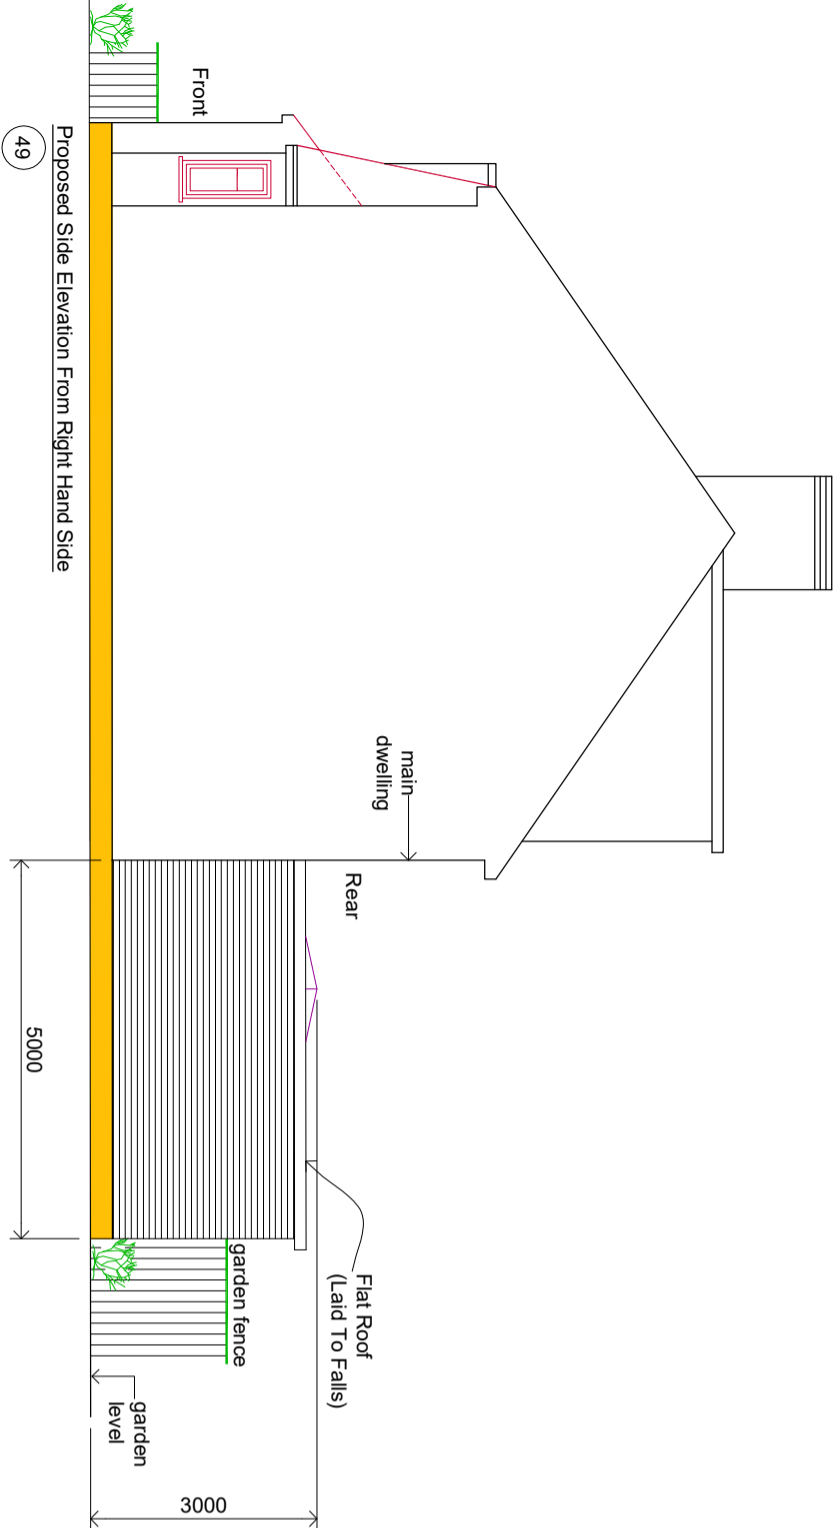 Front
main
dwelling
Rear
Flat Roof
(Laid To Falls)
garden fence
garden
level
3000
5000
Proposed Side Elevation From Right Hand Side
49